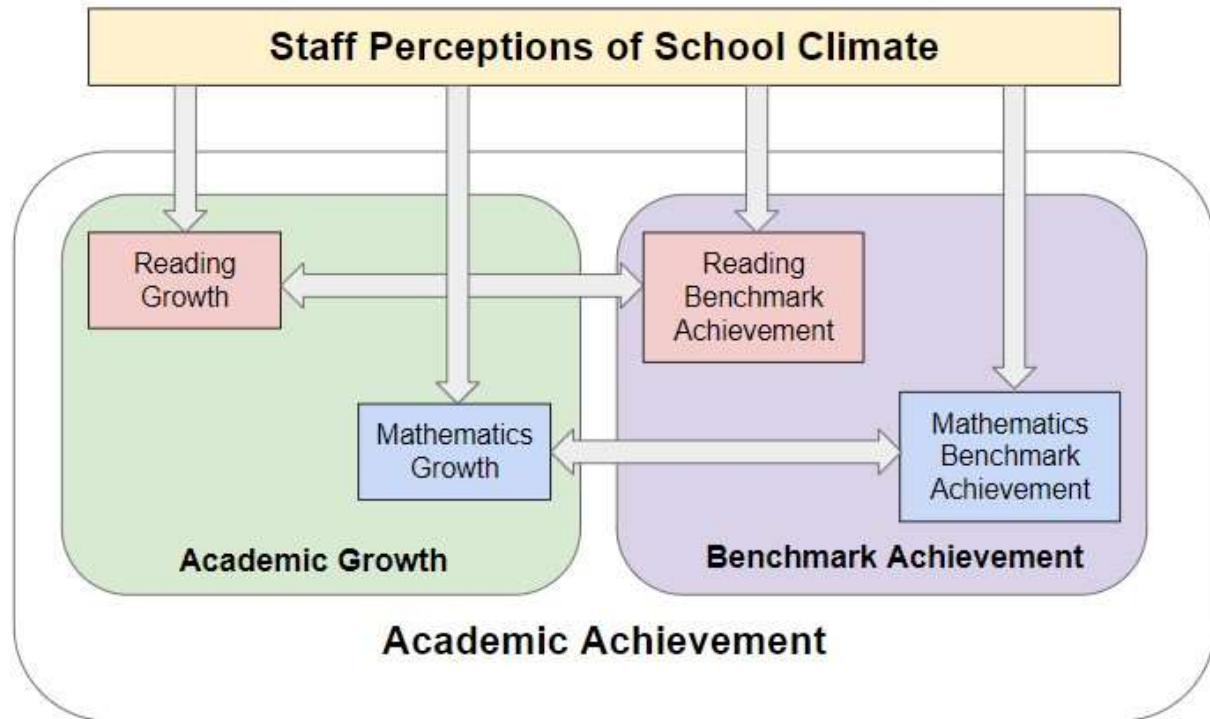 Staff Perceptions of School Climate
Reading
Growth
Reading
Benchmark
Achievement
Mathematics
Growth
Mathematics
Benchmark
Achievement
Academic Growth
Benchmark Achievement
Academic Achievement